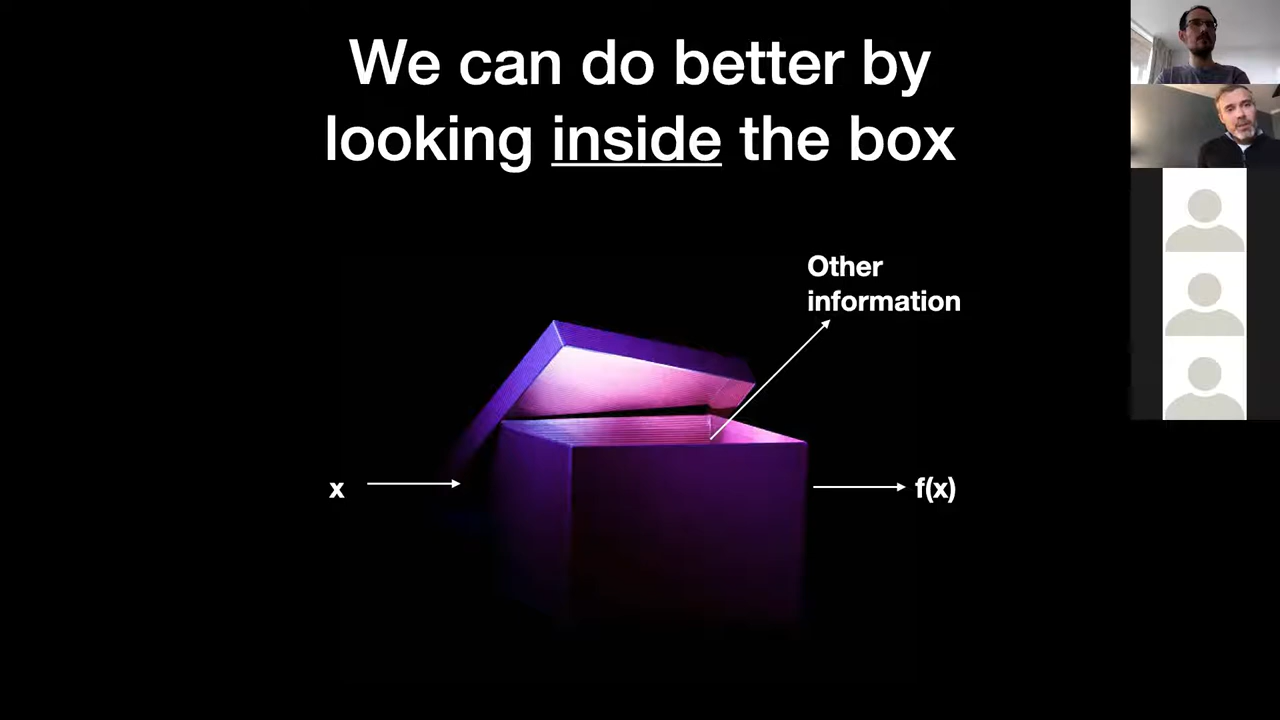 We can do better by
looking inside the box
Other
information
x
f(x)